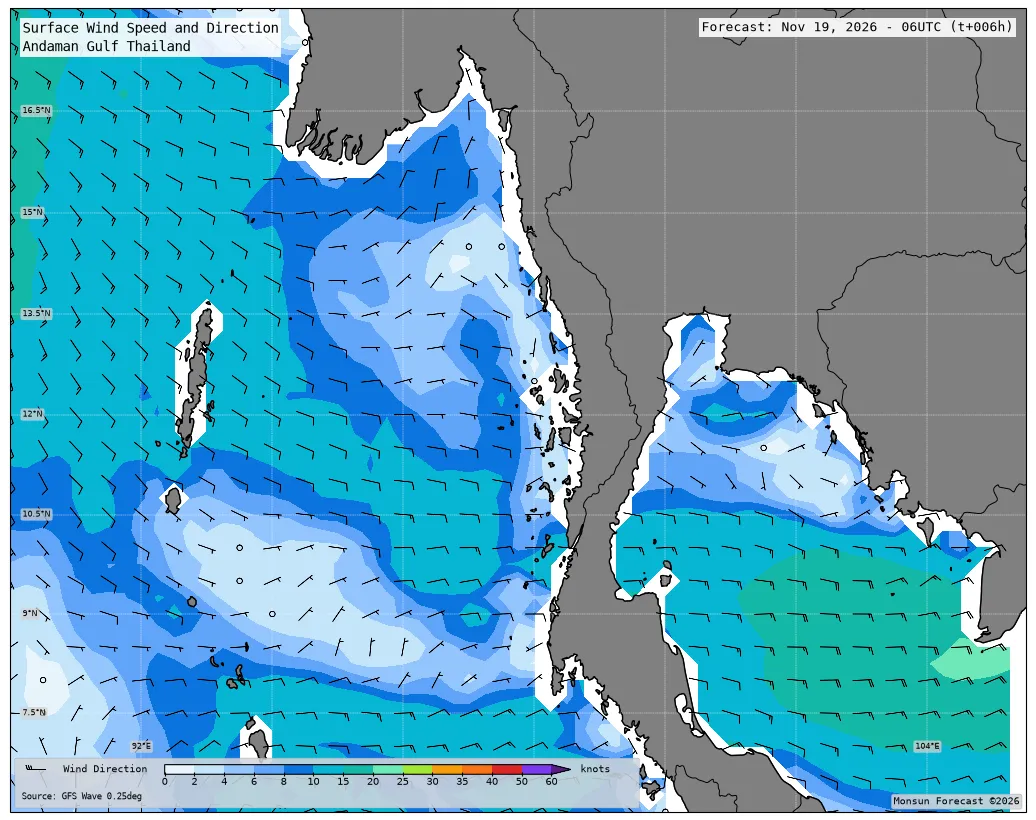 Surface Wind Speed and Direction
Andaman Gulf Thailand
Forecast: Nov 19, 2026 - 06UTC (t+006h)
16.5°N
15°N
13.5°N
12°N
10.5°N
9°N
7.5°N
92°E
104°E
Wind Direction
0 2 4 6 8 10 15 20 25 30 35 40 50 60 knots
Source: GFS Wave 0.25deg
Monsun Forecast ©2026